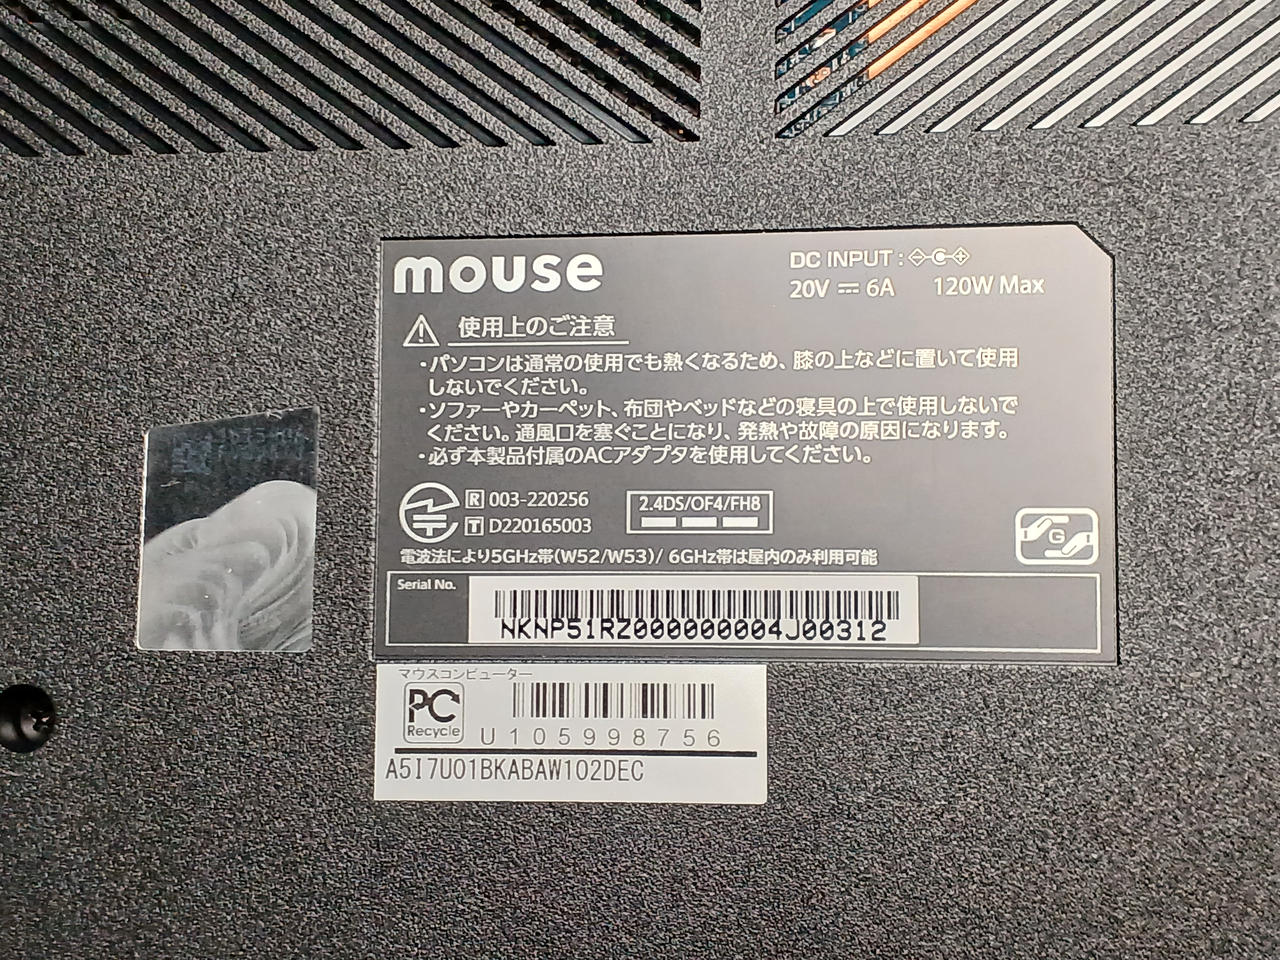 mouse
DC INPUT :
20V 6A 120W Max
使用上のご注意
・パソコンは通常の使用でも熱くなるため、膝の上などに置いて使用
しないでください。
・ソファーやカーペット、布団やベッドなどの寝具の上で使用しないで
ください。通風口を塞ぐことになり、発熱や故障の原因になります。
・必ず本製品付属のACアダプタを使用してください。
R 003-220256
T D220165003
2.4DS/OF4/FH8
G
電波法により5GHz帯(W52/W53)/ 6GHz帯は屋内のみ利用可能
Serial No.
NKNP51RZ000000004J00312
マウスコンピューター
PC
Recycle
U105998756
A5I7U01BKABAW102DEC